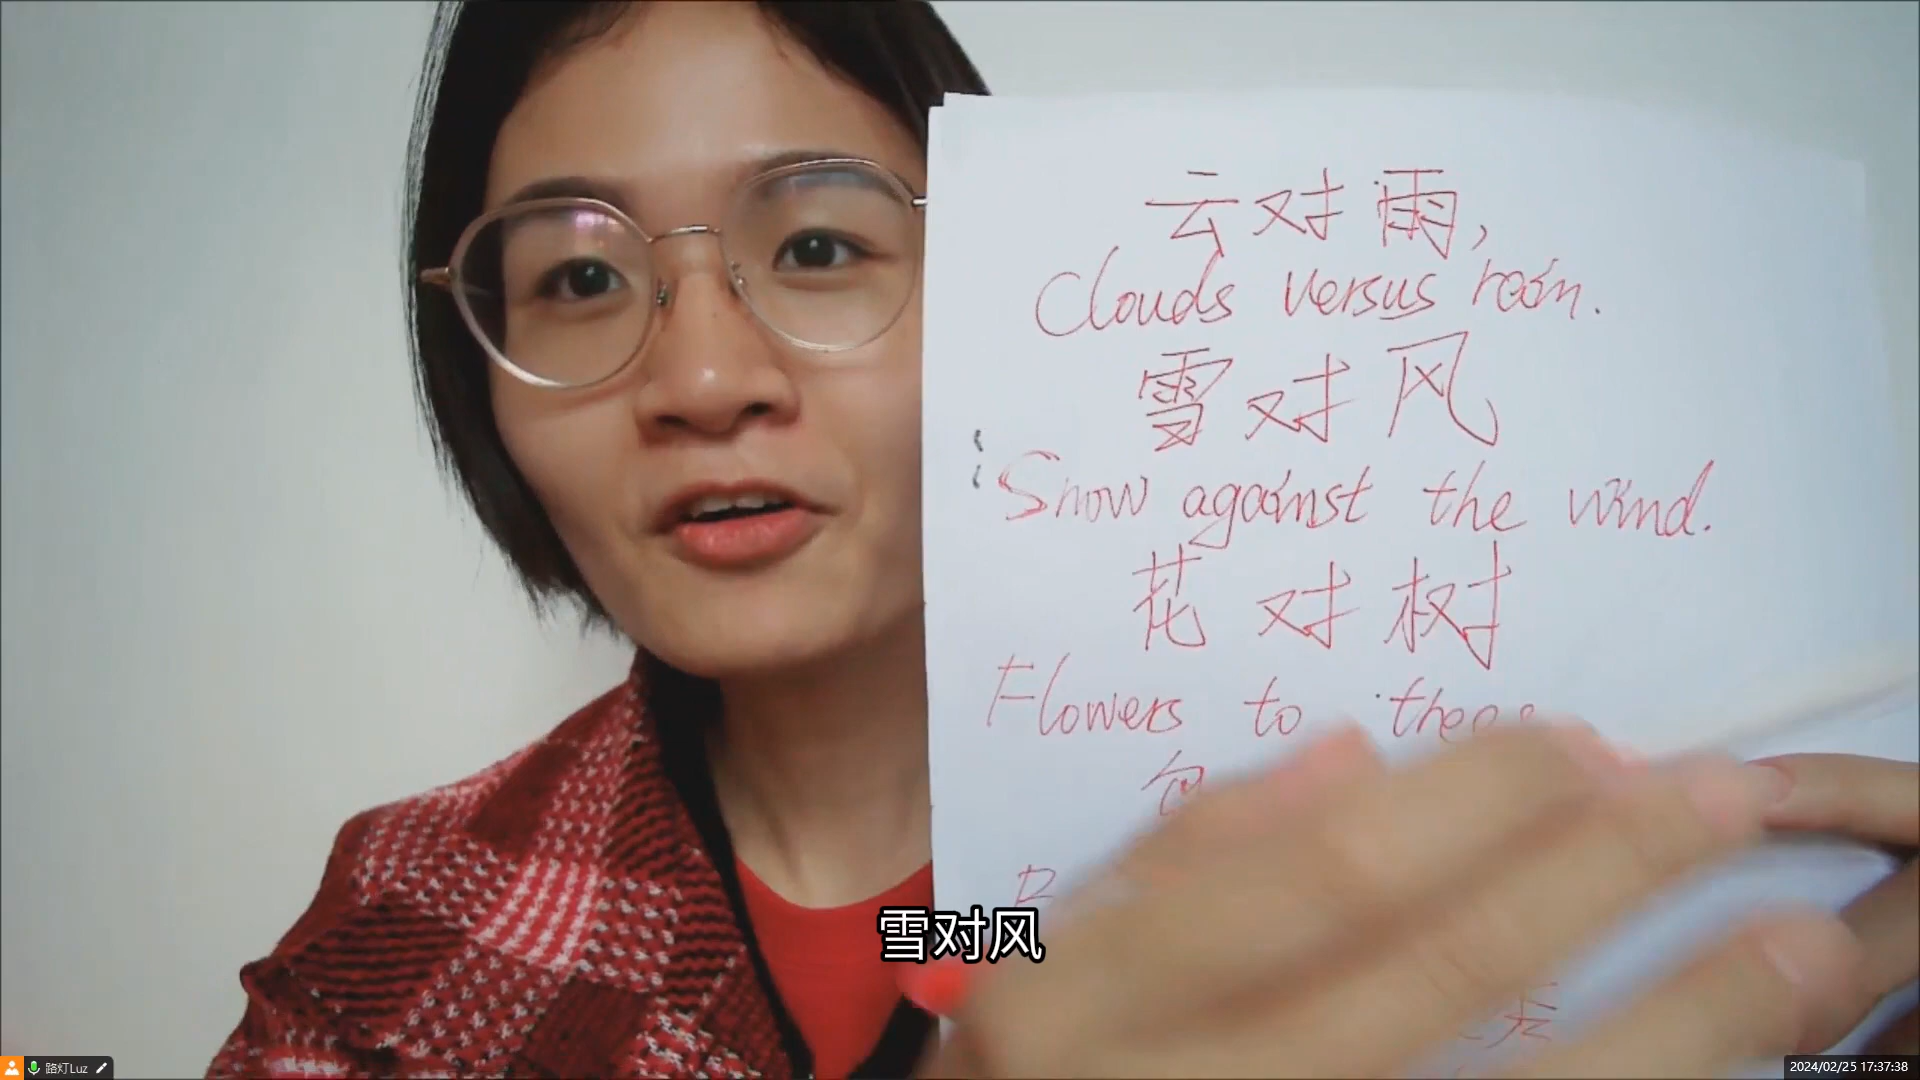 云对雨,
Clouds versus rain.
雪对风
Snow against the wind.
花对树
Flowers to
雪对风
路灯Luz
2024/02/25 17:37:38